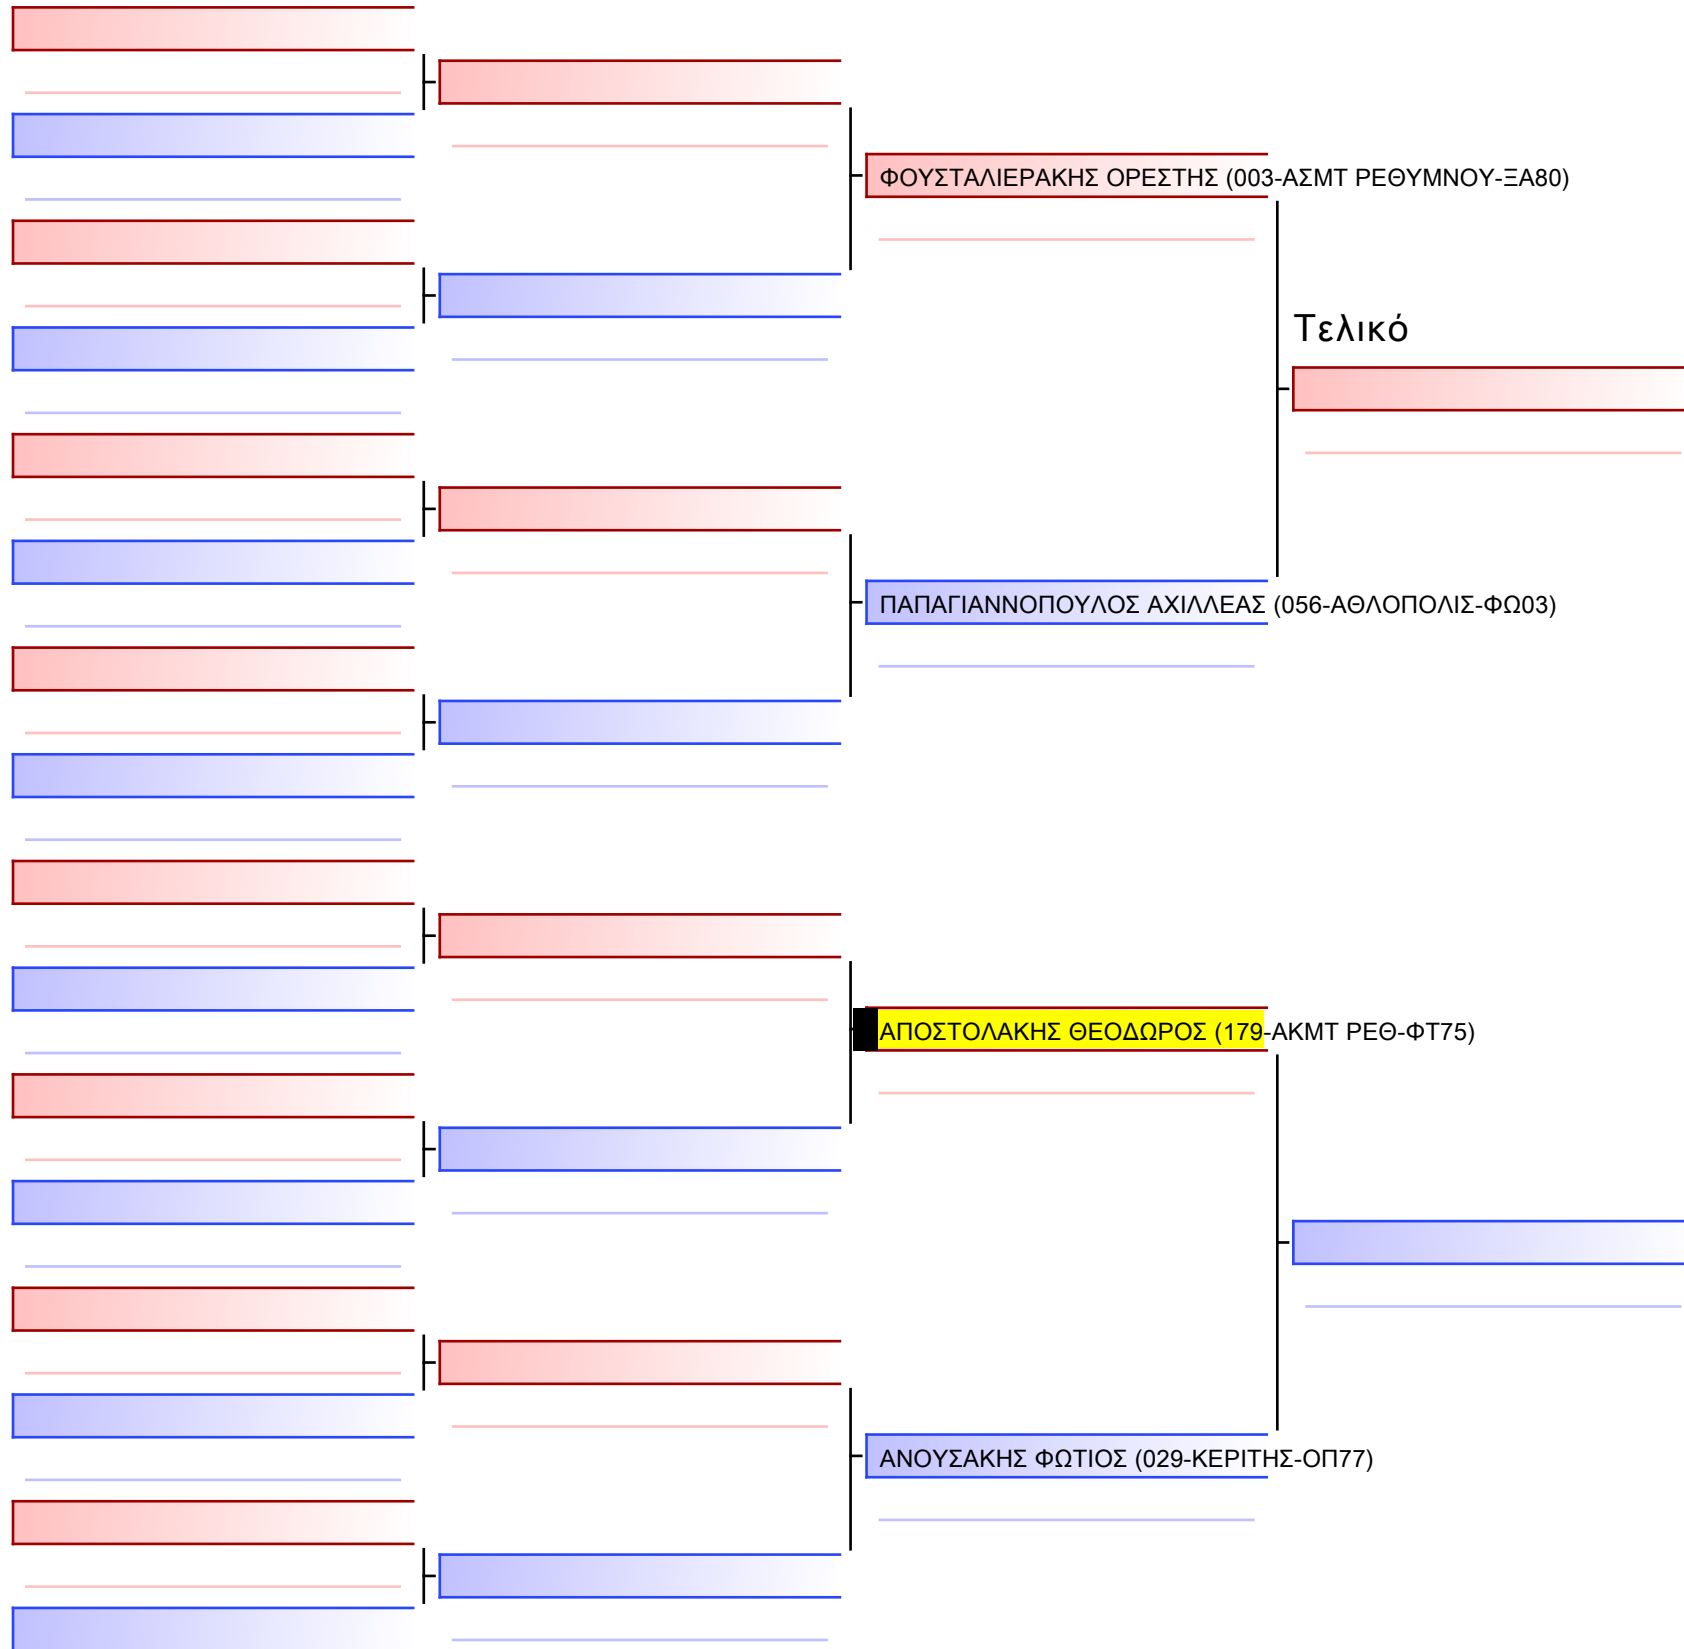 ΦΟΥΣΤΑΛΙΕΡΑΚΗΣ ΟΡΕΣΤΗΣ (003-ΑΣΜΤ ΡΕΘΥΜΝΟΥ-ΞΑ80)
Τελικό
ΠΑΠΑΓΙΑΝΝΟΠΟΥΛΟΣ ΑΧΙΛΛΕΑΣ (056-ΑΘΛΟΠΟΛΙΣ-ΦΩ03)
ΑΠΟΣΤΟΛΑΚΗΣ ΘΕΟΔΩΡΟΣ (179-ΑΚΜΤ ΡΕΘ-ΦΤ75)
ΑΝΟΥΣΑΚΗΣ ΦΩΤΙΟΣ (029-ΚΕΡΙΤΗΣ-ΟΠ77)